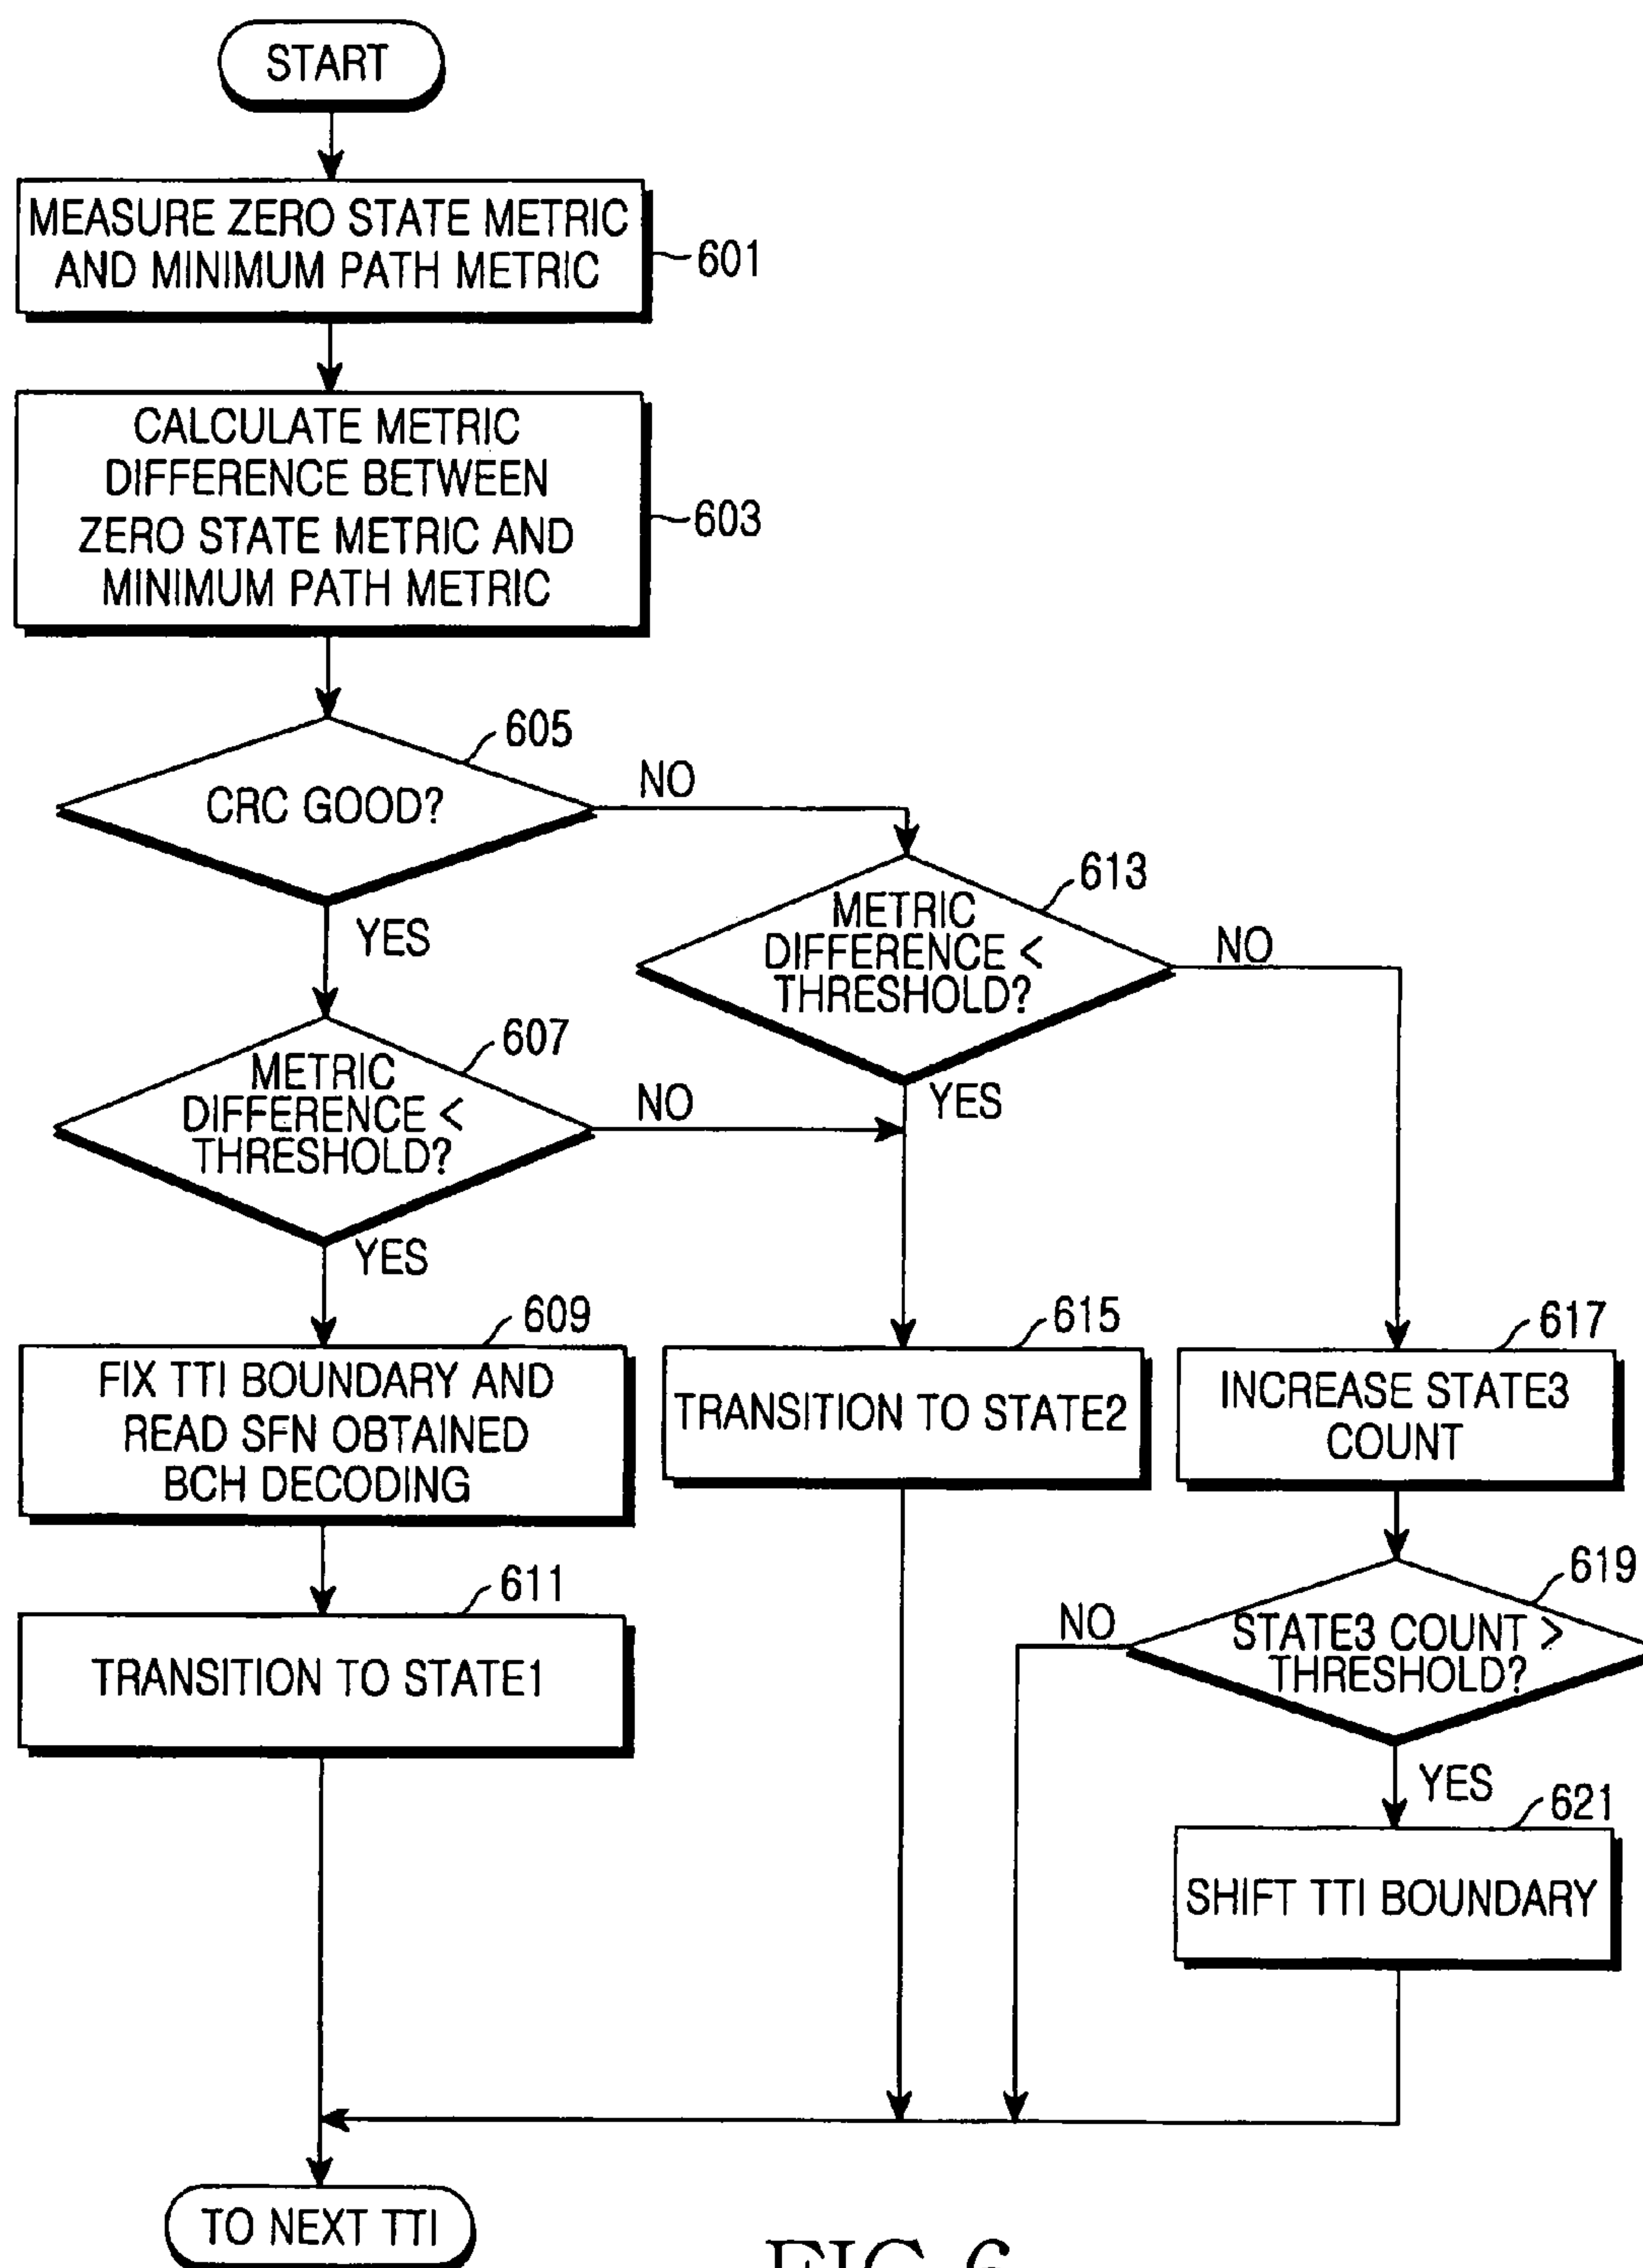 START
MEASURE ZERO STATE METRIC
AND MINIMUM PATH METRIC
601
CALCULATE METRIC
DIFFERENCE BETWEEN
ZERO STATE METRIC AND
MINIMUM PATH METRIC
603
605
CRC GOOD?
NO
YES
613
METRIC
DIFFERENCE <
THRESHOLD?
NO
YES
607
METRIC
DIFFERENCE <
THRESHOLD?
NO
YES
609
FIX TTI BOUNDARY AND
READ SFN OBTAINED
BCH DECODING
615
TRANSITION TO STATE2
617
INCREASE STATE3
COUNT
611
TRANSITION TO STATE1
619
STATE3 COUNT >
THRESHOLD?
NO
YES
621
SHIFT TTI BOUNDARY
TO NEXT TTI
FIG.6